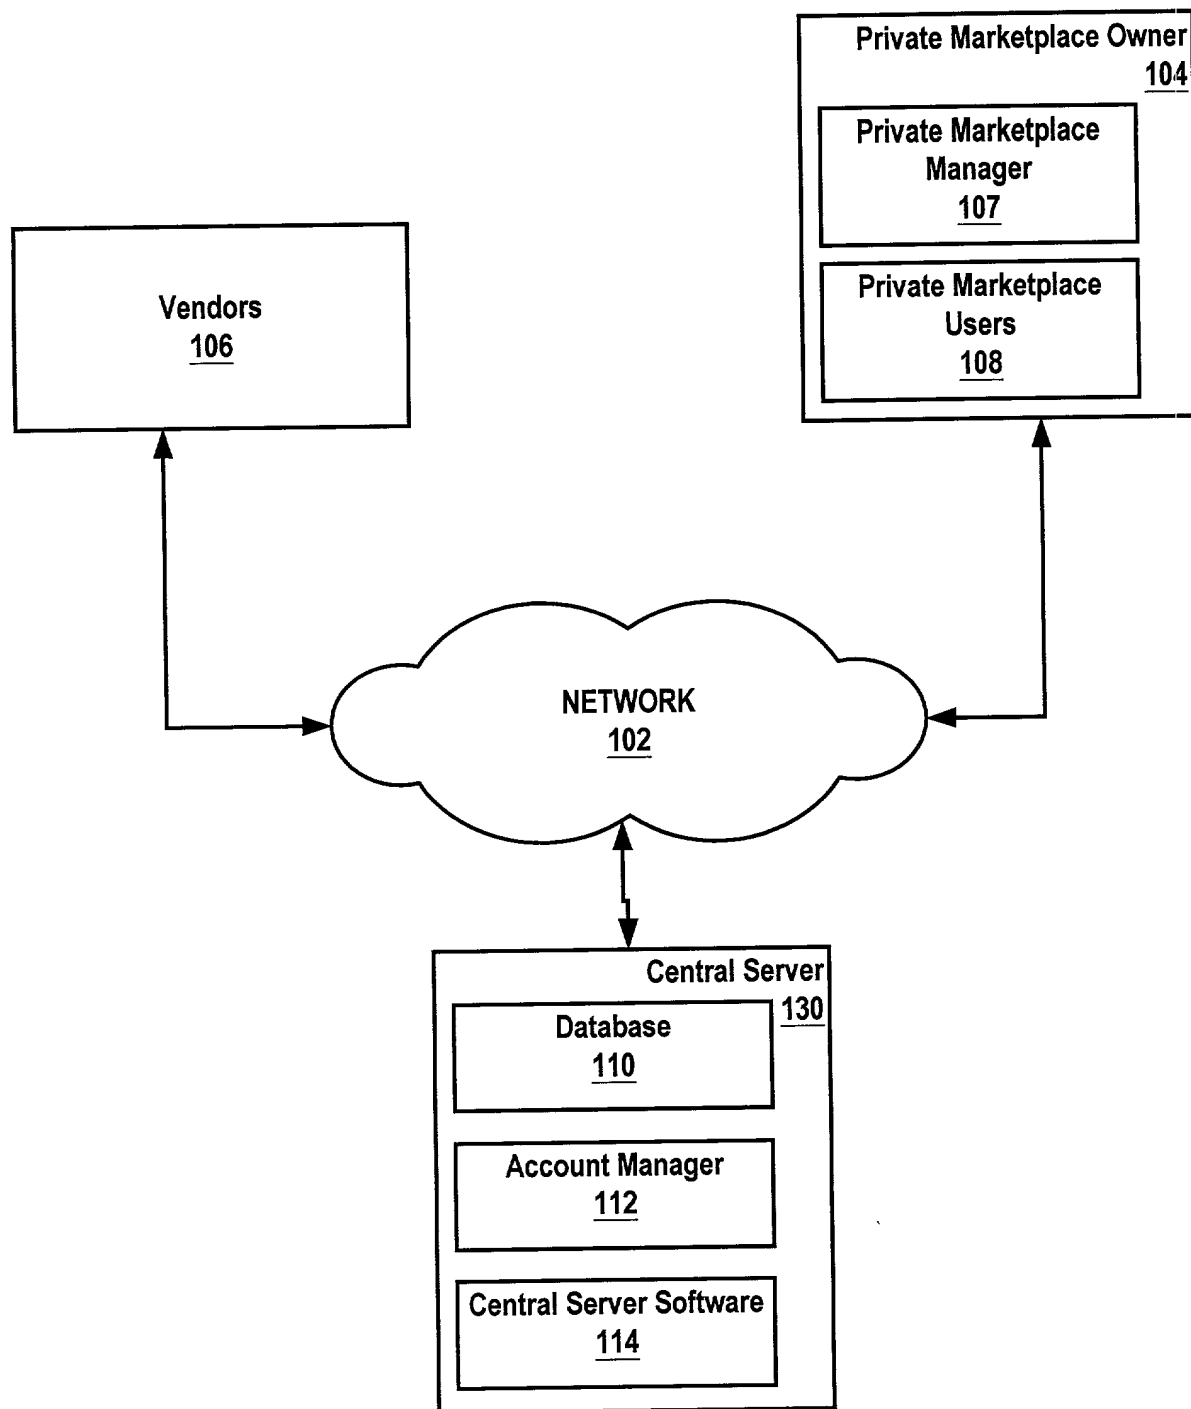 Private Marketplace Owner
104
Private Marketplace
Manager
107
Private Marketplace
Users
108
Vendors
106
NETWORK
102
Central Server
130
Database
110
Account Manager
112
Central Server Software
114